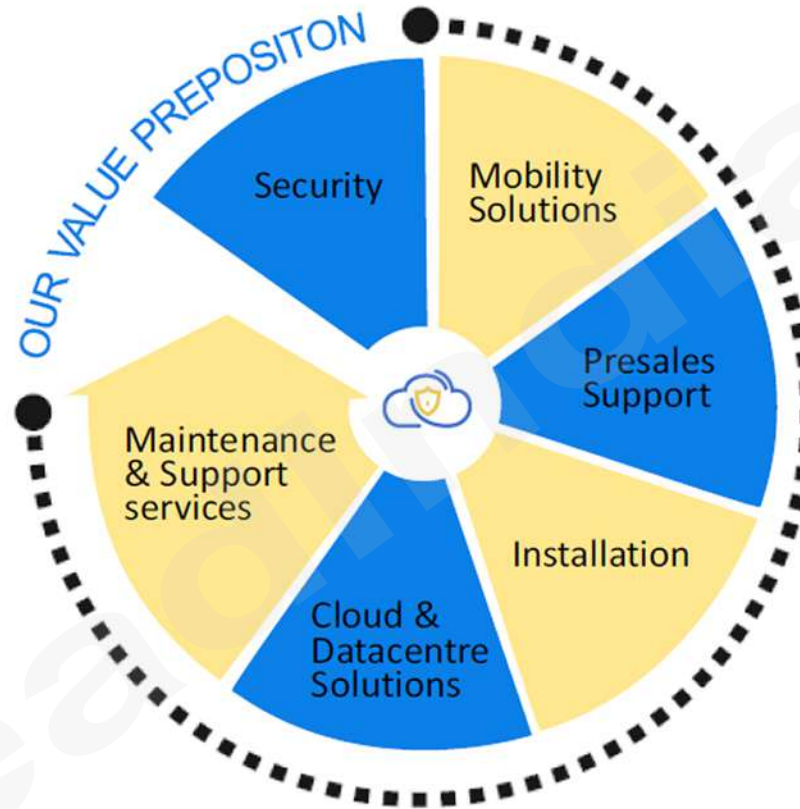 OUR VALUE PREPOSITON
Security
Mobility
Solutions
Presales
Support
Installation
Cloud &
Datacentre
Solutions
Maintenance
& Support
services